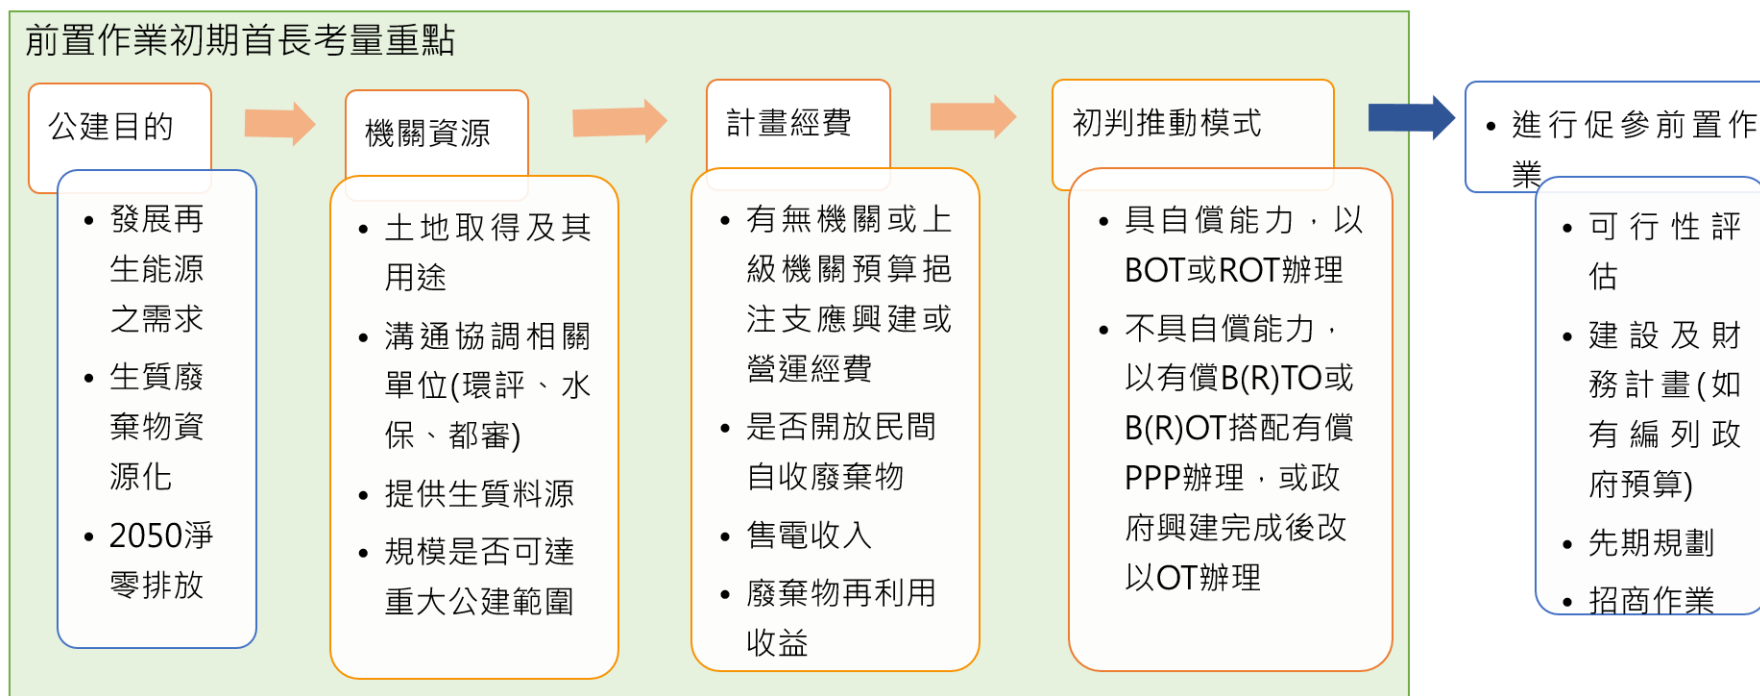 前置作業初期首長考量重點
公建目的
• 發展再
生能源
之需求
• 生質廢
棄物資
源化
• 2050淨
零排放
機關資源
• 土地取得及其
用途
• 溝通協調相關
單位(環評、水
保、都審)
• 提供生質料源
• 規模是否可達
重大公建範圍
計畫經費
• 有無機關或上
級機關預算挹
注支應興建或
營運經費
• 是否開放民間
自收廢棄物
• 售電收入
• 廢棄物再利用
收益
初判推動模式
• 具自償能力，以
BOT或ROT辦理
• 不具自償能力，
以有償B(R)TO或
B(R)OT搭配有償
PPP辦理，或政
府興建完成後改
以OT辦理
• 進行促參前置作
業
• 可行性評
估
• 建設及財
務計畫(如
有編列政
府預算)
• 先期規劃
• 招商作業